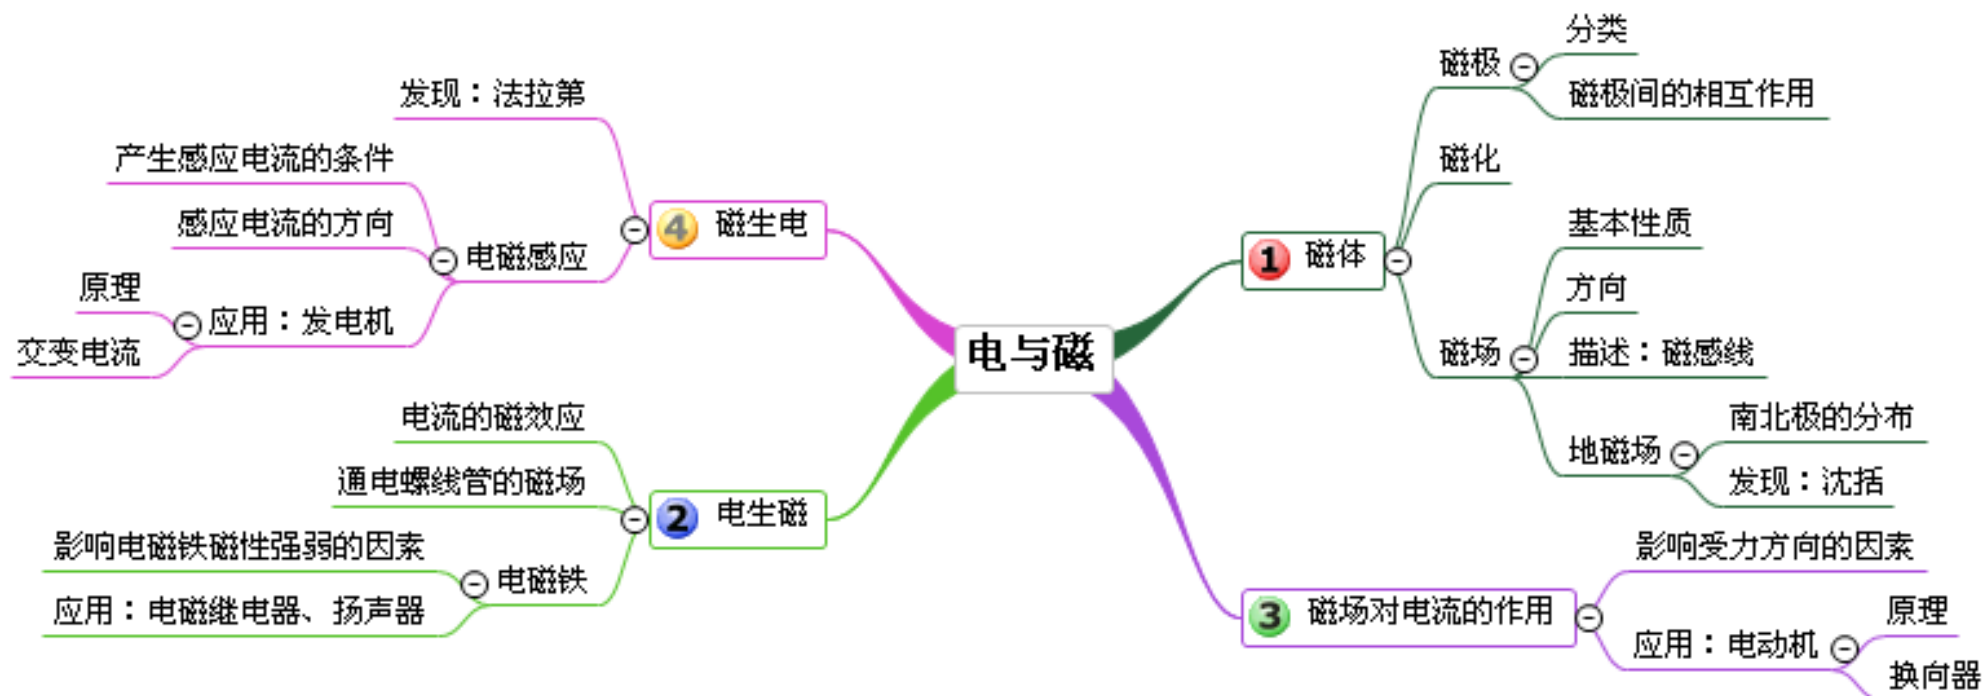 电与磁
1 磁体
磁极
分类
磁极间的相互作用
磁化
磁场
基本性质
方向
描述：磁感线
地磁场
南北极的分布
发现：沈括
2 电生磁
电流的磁效应
通电螺线管的磁场
电磁铁
影响电磁铁磁性强弱的因素
应用：电磁继电器、扬声器
3 磁场对电流的作用
影响受力方向的因素
应用：电动机
原理
换向器
4 磁生电
发现：法拉第
电磁感应
产生感应电流的条件
感应电流的方向
应用：发电机
原理
交变电流